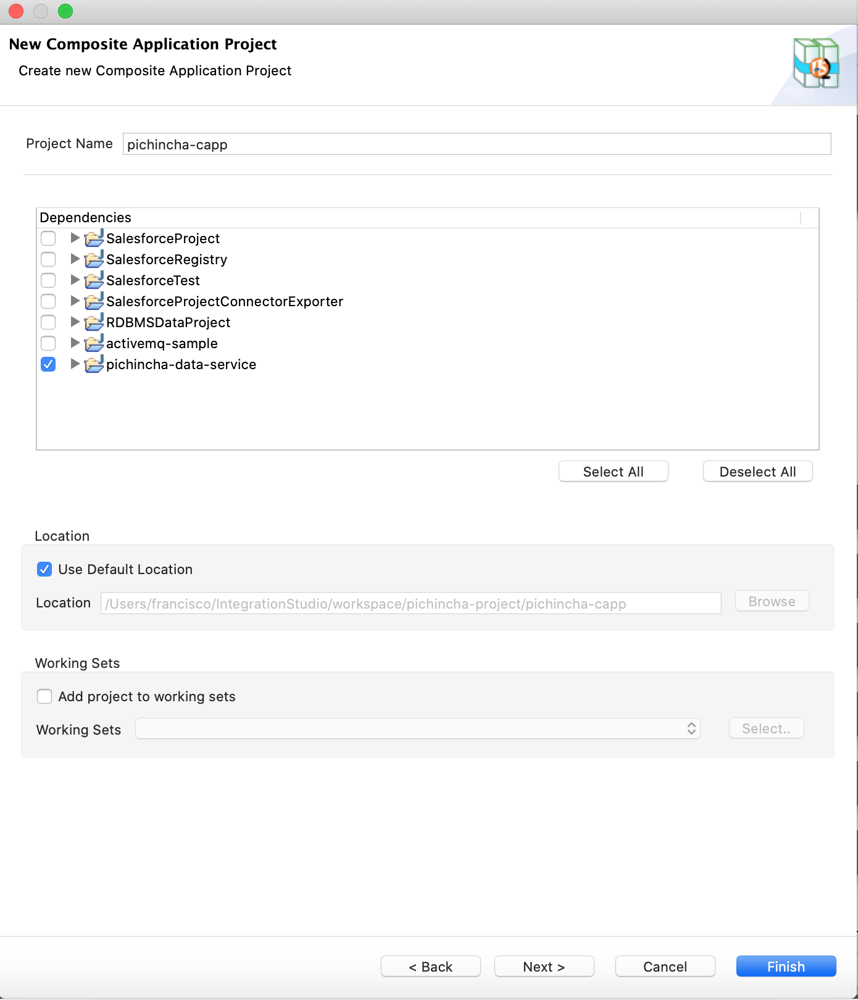 New Composite Application Project
Create new Composite Application Project
Project Name pichincha-capp
Dependencies
SalesforceProject
SalesforceRegistry
SalesforceTest
SalesforceProjectConnectorExporter
RDBMSDataProject
activemq-sample
pichincha-data-service
Select All Deselect All
Location
Use Default Location
Location /Users/francisco/IntegrationStudio/workspace/pichincha-project/pichincha-capp Browse
Working Sets
Add project to working sets
Working Sets Select..
< Back Next > Cancel Finish